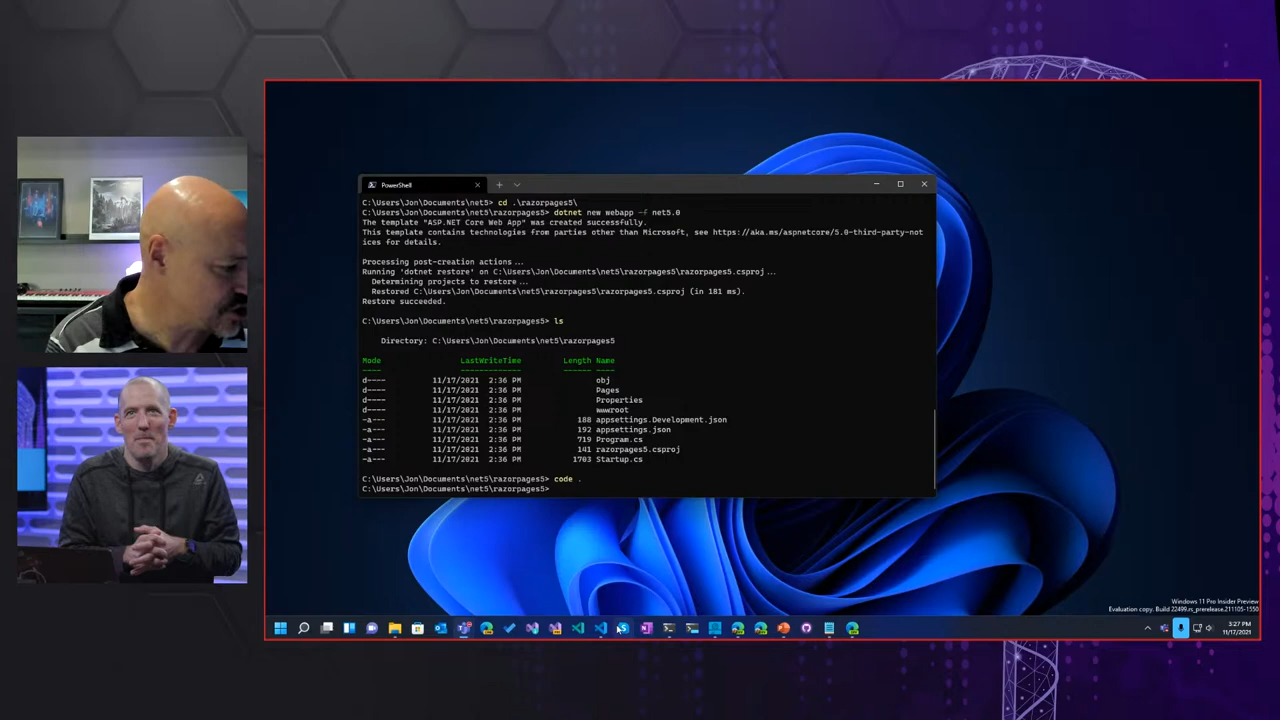 PowerShell
C:\Users\Jon\Documents\net5> cd .\razorpages5\
C:\Users\Jon\Documents\net5\razorpages5> dotnet new webapp -f net5.0
The template "ASP.NET Core Web App" was created successfully.
This template contains technologies from parties other than Microsoft, see https://aka.ms/aspnetcore/5.0-third-party-not
ices for details.
Processing post-creation actions...
Running 'dotnet restore' on C:\Users\Jon\Documents\net5\razorpages5\razorpages5.csproj...
Determining projects to restore...
Restored C:\Users\Jon\Documents\net5\razorpages5\razorpages5.csproj (in 181 ms).
Restore succeeded.
C:\Users\Jon\Documents\net5\razorpages5> ls
Directory: C:\Users\Jon\Documents\net5\razorpages5
Mode LastWriteTime Length Name
---- ------------- ------ ----
d---- 11/17/2021 2:36 PM obj
d---- 11/17/2021 2:36 PM Pages
d---- 11/17/2021 2:36 PM Properties
d---- 11/17/2021 2:36 PM wwwroot
-a--- 11/17/2021 2:36 PM 188 appsettings.Development.json
-a--- 11/17/2021 2:36 PM 192 appsettings.json
-a--- 11/17/2021 2:36 PM 719 Program.cs
-a--- 11/17/2021 2:36 PM 141 razorpages5.csproj
-a--- 11/17/2021 2:36 PM 1703 Startup.cs
C:\Users\Jon\Documents\net5\razorpages5> code .
C:\Users\Jon\Documents\net5\razorpages5>
Windows 11 Pro Insider Preview
Evaluation copy. Build 22499.rs_prerelease.211105-1550
3:27 PM
11/17/2021